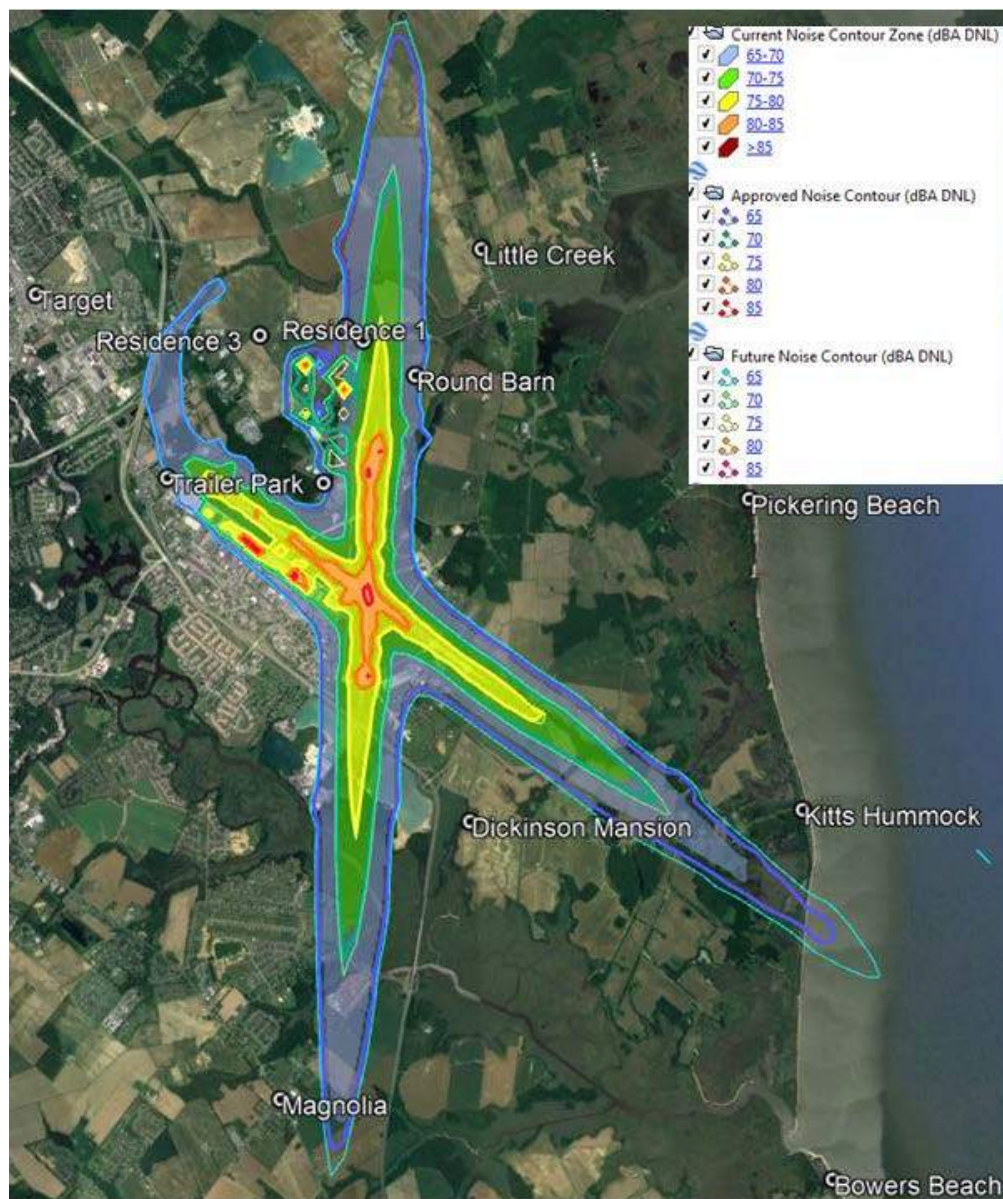 Current Noise Contour Zone (dBA DNL)
65-70
70-75
75-80
80-85
>85
Approved Noise Contour (dBA DNL)
65
70
75
80
85
Future Noise Contour (dBA DNL)
65
70
75
80
85
Little Creek
Target
Residence 3
Residence 1
Round Barn
Trailer Park
Pickering Beach
Dickinson Mansion
Kitts Hummock
Magnolia
Bowers Beach